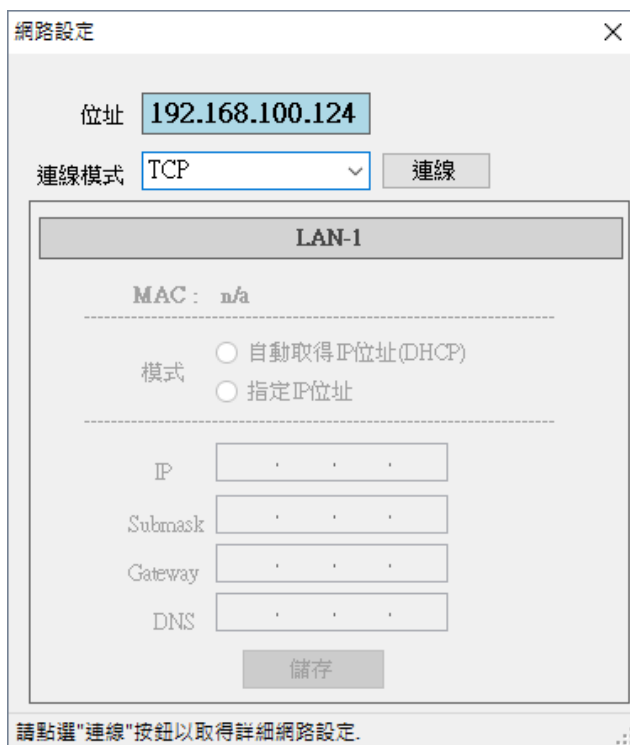 網路設定
位址 192.168.100.124
連線模式 TCP 連線
LAN-1
MAC : n/a
模式
自動取得IP位址(DHCP)
指定IP位址
IP . . .
Submask . . .
Gateway . . .
DNS . . .
儲存
請點選"連線"按鈕以取得詳細網路設定.